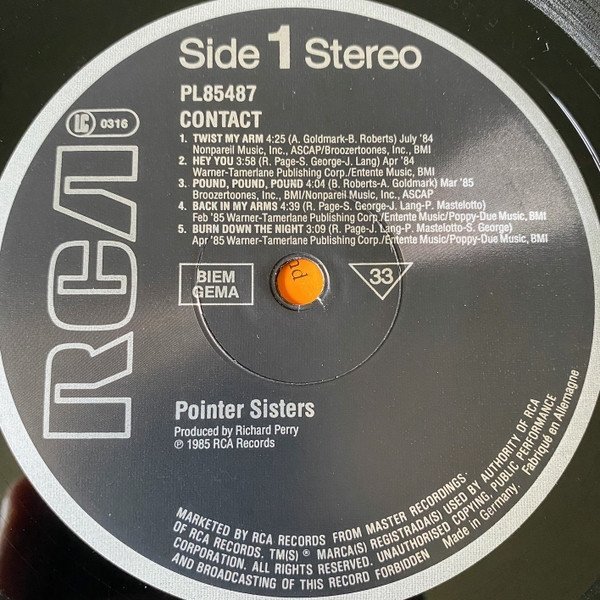 Side 1 Stereo
PL85487
CONTACT
LC 0316
1. TWIST MY ARM 4:25 (A. Goldmark-B. Roberts) July '84
Nonpareil Music, Inc., ASCAP/Broozertoones, Inc., BMI
2. HEY YOU 3:58 (R. Page-S. George-J. Lang) Apr '84
Warner-Tamerlane Publishing Corp./Entente Music, BMI
3. POUND, POUND, POUND 4:04 (B. Roberts-A. Goldmark) Mar '85
Broozertoones, Inc., BMI/Nonpareil Music, Inc., ASCAP
4. BACK IN MY ARMS 4:39 (R. Page-S. George-J. Lang-P. Mastelotto)
Feb '85 Warner-Tamerlane Publishing Corp./Entente Music/Poppy-Due Music, BMI
5. BURN DOWN THE NIGHT 3:09 (R. Page-J. Lang-P. Mastelotto-S. George)
Apr '85 Warner-Tamerlane Publishing Corp./Entente Music/Poppy-Due Music, BMI
RCA
BIEM
GEMA
33
Pointer Sisters
Produced by Richard Perry
℗ 1985 RCA Records
MARKETED BY RCA RECORDS FROM MASTER RECORDINGS
OF RCA RECORDS. TM(S) ® MARCA(S) REGISTRADA(S) USED BY AUTHORITY OF RCA
CORPORATION. ALL RIGHTS RESERVED. UNAUTHORISED COPYING, PUBLIC PERFORMANCE
AND BROADCASTING OF THIS RECORD FORBIDDEN
Made in Germany. Fabriqué en Allemagne